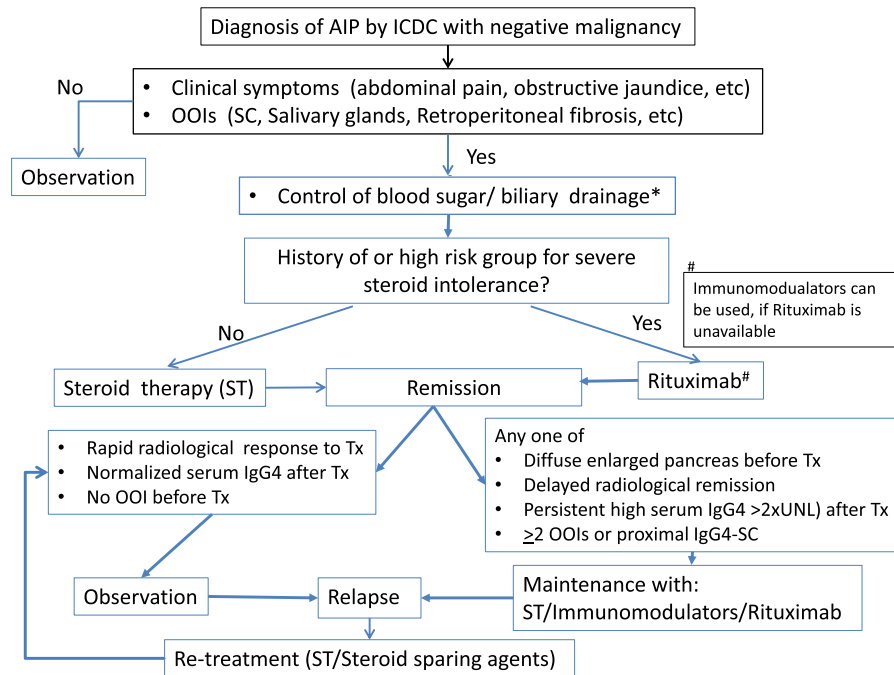 Diagnosis of AIP by ICDC with negative malignancy
No
• Clinical symptoms (abdominal pain, obstructive jaundice, etc)
• OOIs (SC, Salivary glands, Retroperitoneal fibrosis, etc)
Observation
Yes
• Control of blood sugar/ biliary drainage*
History of or high risk group for severe
steroid intolerance?
#
Immunomodualators can
be used, if Rituximab is
unavailable
No
Yes
Steroid therapy (ST)
Remission
Rituximab#
• Rapid radiological response to Tx
• Normalized serum IgG4 after Tx
• No OOI before Tx
Any one of
• Diffuse enlarged pancreas before Tx
• Delayed radiological remission
• Persistent high serum IgG4 >2xUNL) after Tx
• ≥2 OOIs or proximal IgG4-SC
Observation
Relapse
Maintenance with:
ST/Immunomodulators/Rituximab
Re-treatment (ST/Steroid sparing agents)